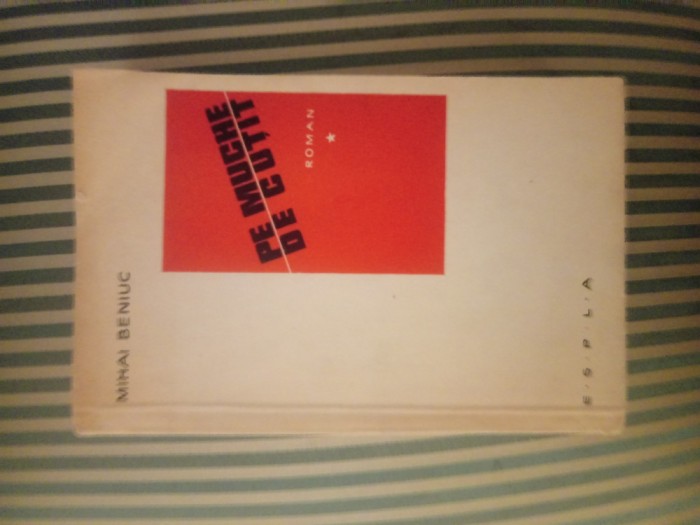 MIHAI BENIUC
PE MUCHE
DE CUȚIT
ROMAN
E·S·P·L·A